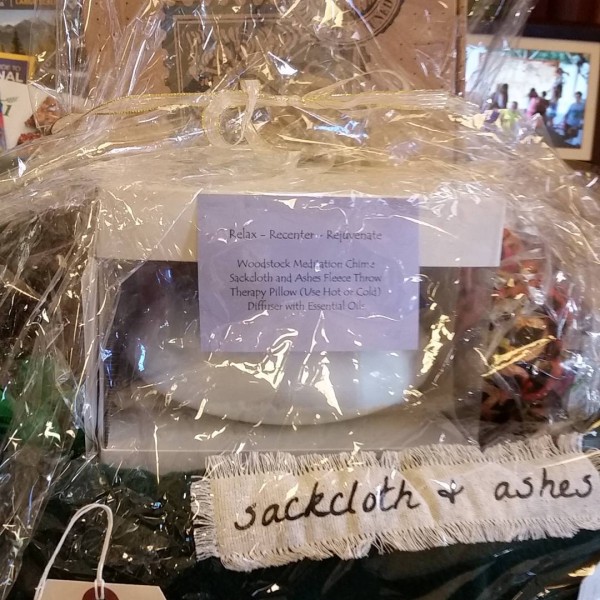 Relax - Recenter - Rejuvenate
Woodstock Meditation Chime
Sackcloth and Ashes Fleece Throw
Therapy Pillow (Use Hot or Cold)
Diffuser with Essential Oils
sackcloth & ashes